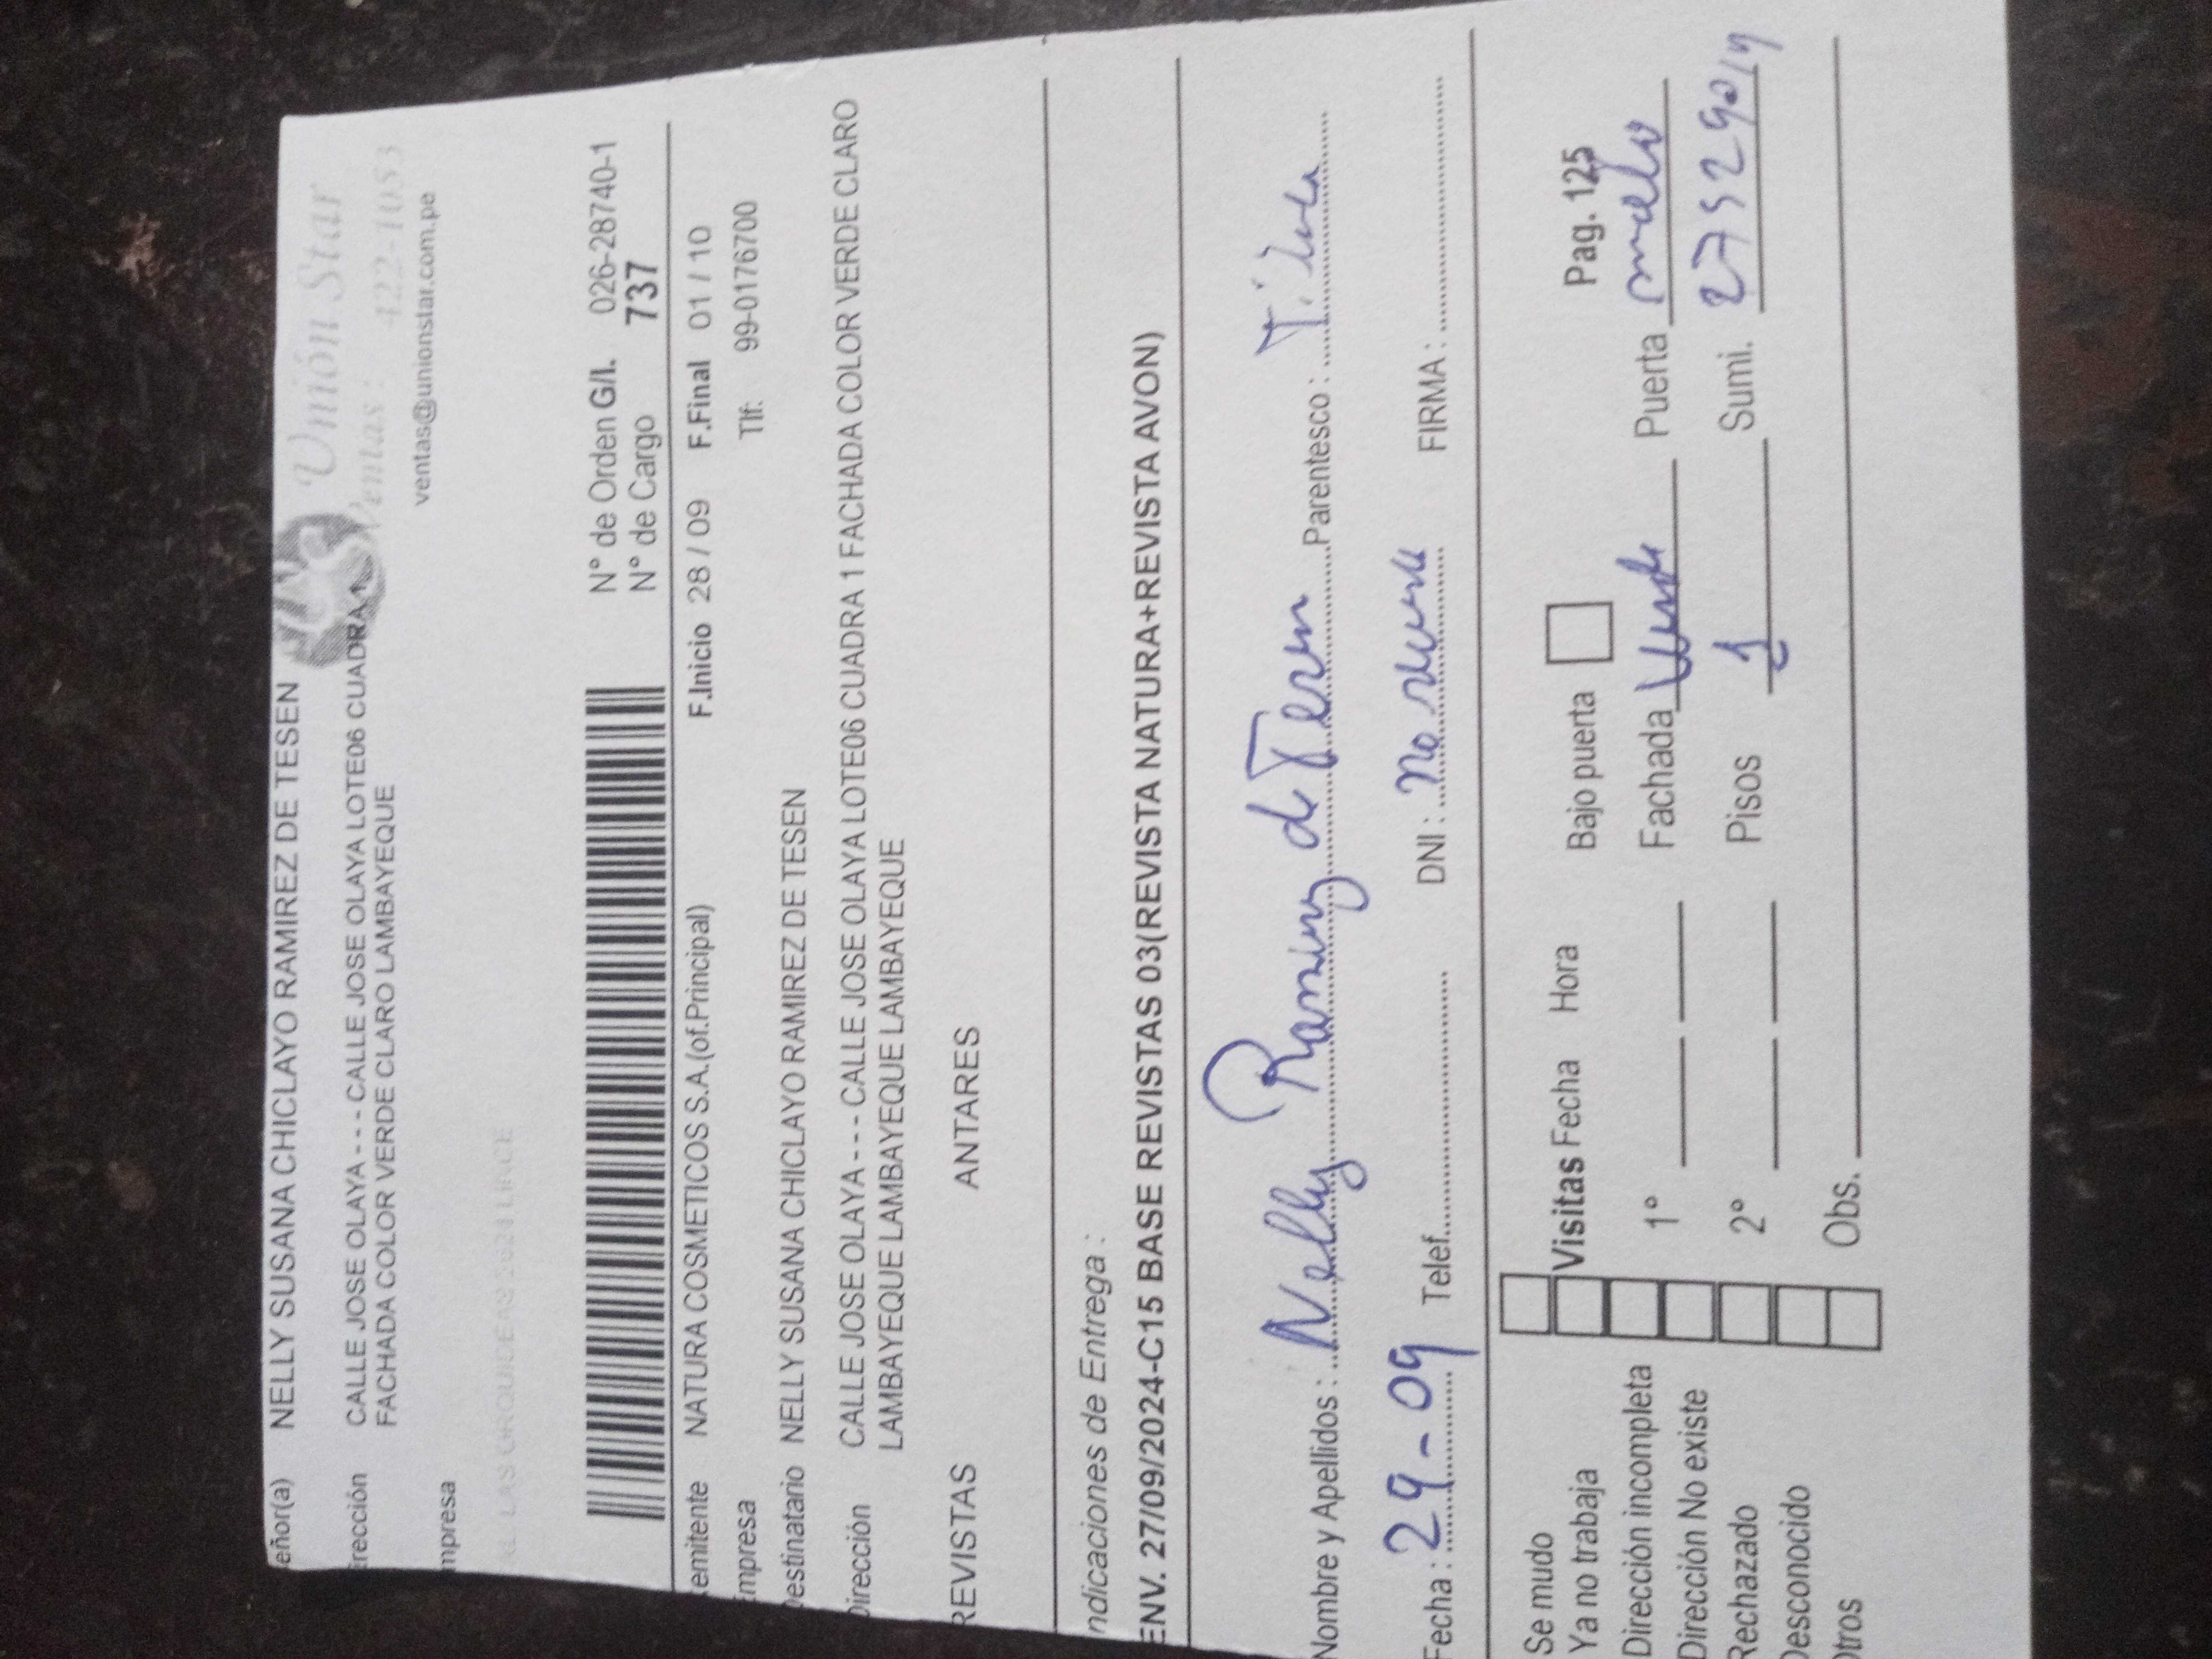 eñor(a) NELLY SUSANA CHICLAYO RAMIREZ DE TESEN
Unión Star
Ventas : 422-1053
ventas@unionstar.com.pe
irección CALLE JOSE OLAYA - - - CALLE JOSE OLAYA LOTE06 CUADRA 1
FACHADA COLOR VERDE CLARO LAMBAYEQUE
mpresa
LAS ORQUIDEAS LINCE
N° de Orden G/L. 026-28740-1
N° de Cargo 737
emitente NATURA COSMETICOS S.A.(of.Principal) F.Inicio 28 / 09 F.Final 01 / 10
mpresa Tlf: 99-0176700
estinatario NELLY SUSANA CHICLAYO RAMIREZ DE TESEN
Dirección CALLE JOSE OLAYA - - - CALLE JOSE OLAYA LOTE06 CUADRA 1 FACHADA COLOR VERDE CLARO
LAMBAYEQUE LAMBAYEQUE LAMBAYEQUE
REVISTAS ANTARES
ndicaciones de Entrega :
ENV. 27/09/2024-C15 BASE REVISTAS 03(REVISTA NATURA+REVISTA AVON)
Nombre y Apellidos : Nelly Ramirez de Tesen Parentesco :
Fecha : 29-09 Telef. DNI : No FIRMA :
Se mudo
Ya no trabaja
Dirección incompleta
Dirección No existe
Rechazado
Desconocido
Otros
Visitas Fecha Hora Bajo puerta Pag. 125
1° Fachada Verde Puerta
2° Pisos 1 Sumi.
Obs.